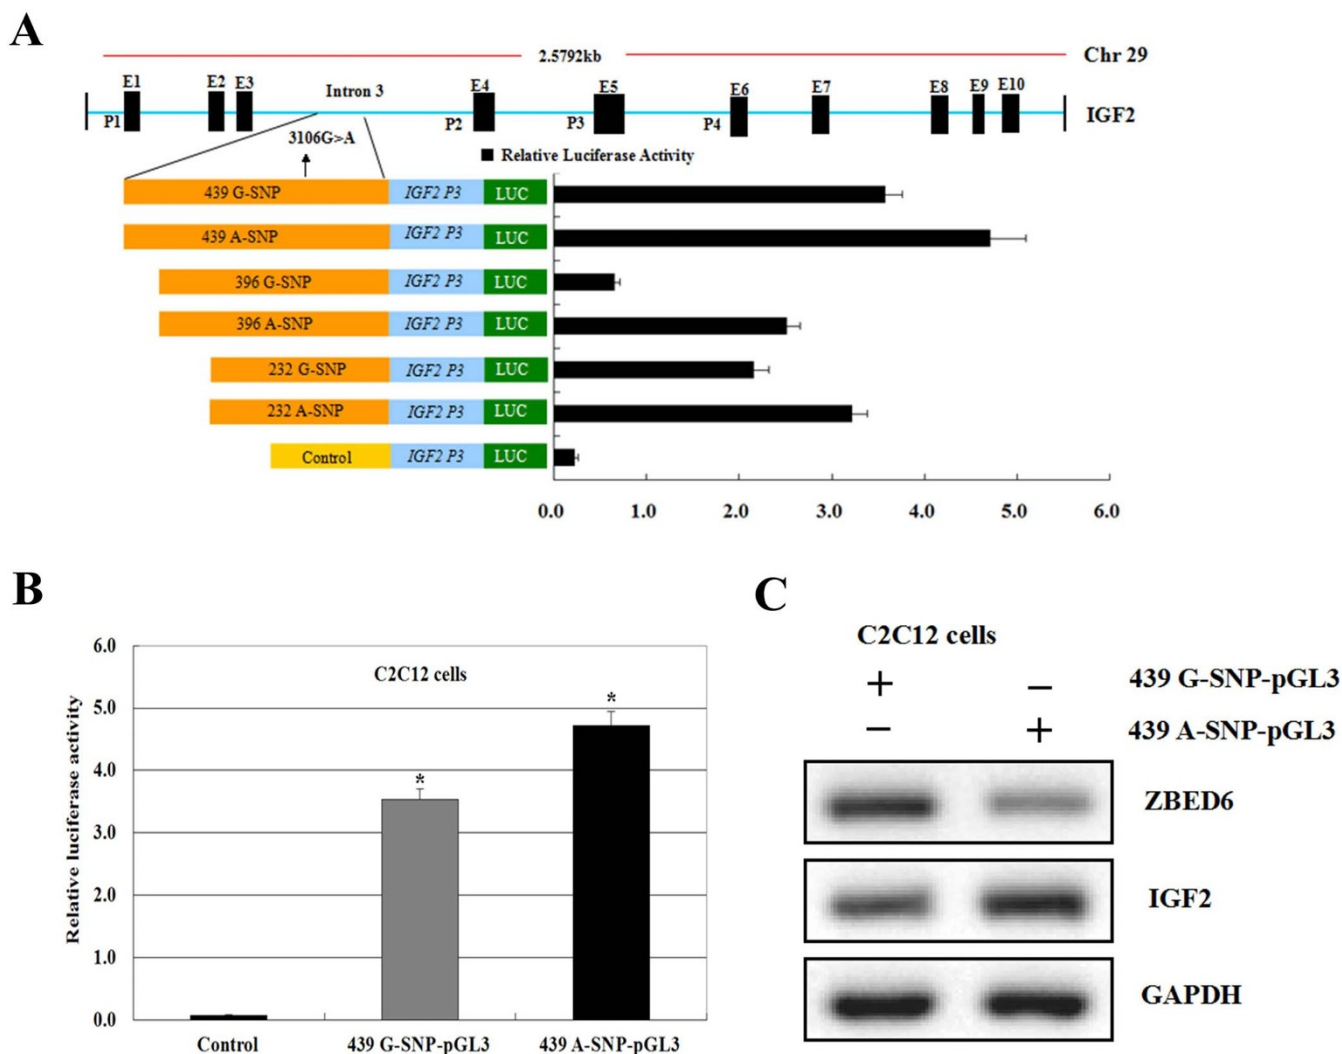 A
2.5792kb
Chr 29
E1 E2 E3 Intron 3 E4 E5 E6 E7 E8 E9 E10
P1 P2 P3 P4 IGF2
3106G>A
Relative Luciferase Activity
439 G-SNP IGF2 P3 LUC
439 A-SNP IGF2 P3 LUC
396 G-SNP IGF2 P3 LUC
396 A-SNP IGF2 P3 LUC
232 G-SNP IGF2 P3 LUC
232 A-SNP IGF2 P3 LUC
Control IGF2 P3 LUC
0.0 1.0 2.0 3.0 4.0 5.0 6.0
B
Relative luciferase activity
6.0
5.0
4.0
3.0
2.0
1.0
0.0
C2C12 cells
*
*
Control 439 G-SNP-pGL3 439 A-SNP-pGL3
C
C2C12 cells
+ − 439 G-SNP-pGL3
− + 439 A-SNP-pGL3
ZBED6
IGF2
GAPDH